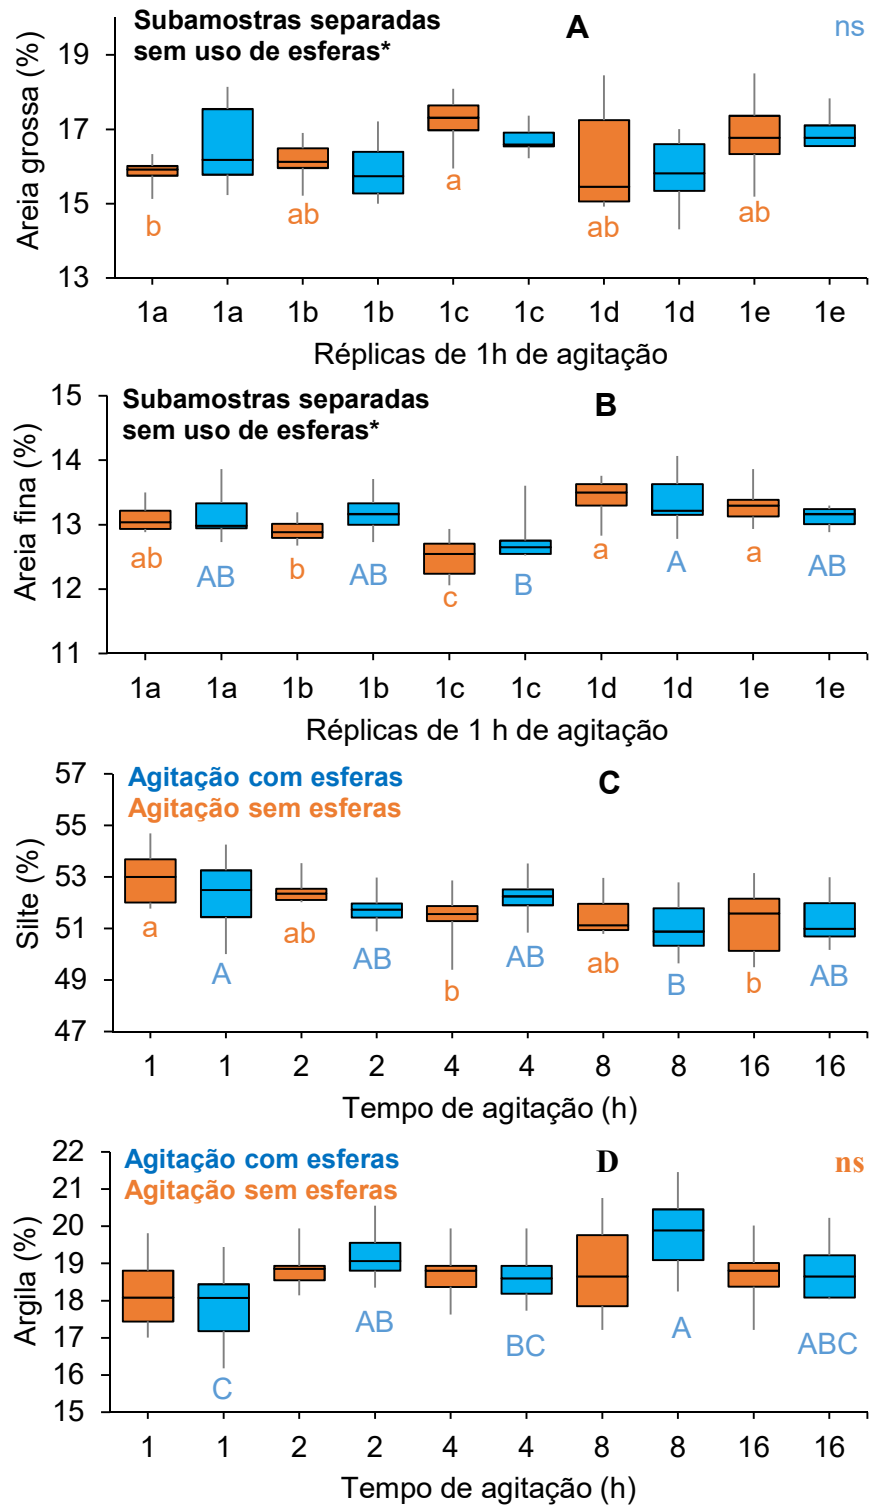 Subamostras separadas
sem uso de esferas*
A
ns
Areia grossa (%)
19
17
15
13
b
ab
a
ab
ab
1a 1a 1b 1b 1c 1c 1d 1d 1e 1e
Réplicas de 1h de agitação
Subamostras separadas
sem uso de esferas*
B
Areia fina (%)
15
14
13
12
11
ab AB b AB c B a A a AB
1a 1a 1b 1b 1c 1c 1d 1d 1e 1e
Réplicas de 1 h de agitação
Agitação com esferas
Agitação sem esferas
C
Silte (%)
57
55
53
51
49
47
a A ab AB b AB ab B b AB
1 1 2 2 4 4 8 8 16 16
Tempo de agitação (h)
Agitação com esferas
Agitação sem esferas
D
ns
Argila (%)
22
21
20
19
18
17
16
15
C AB BC A ABC
1 1 2 2 4 4 8 8 16 16
Tempo de agitação (h)